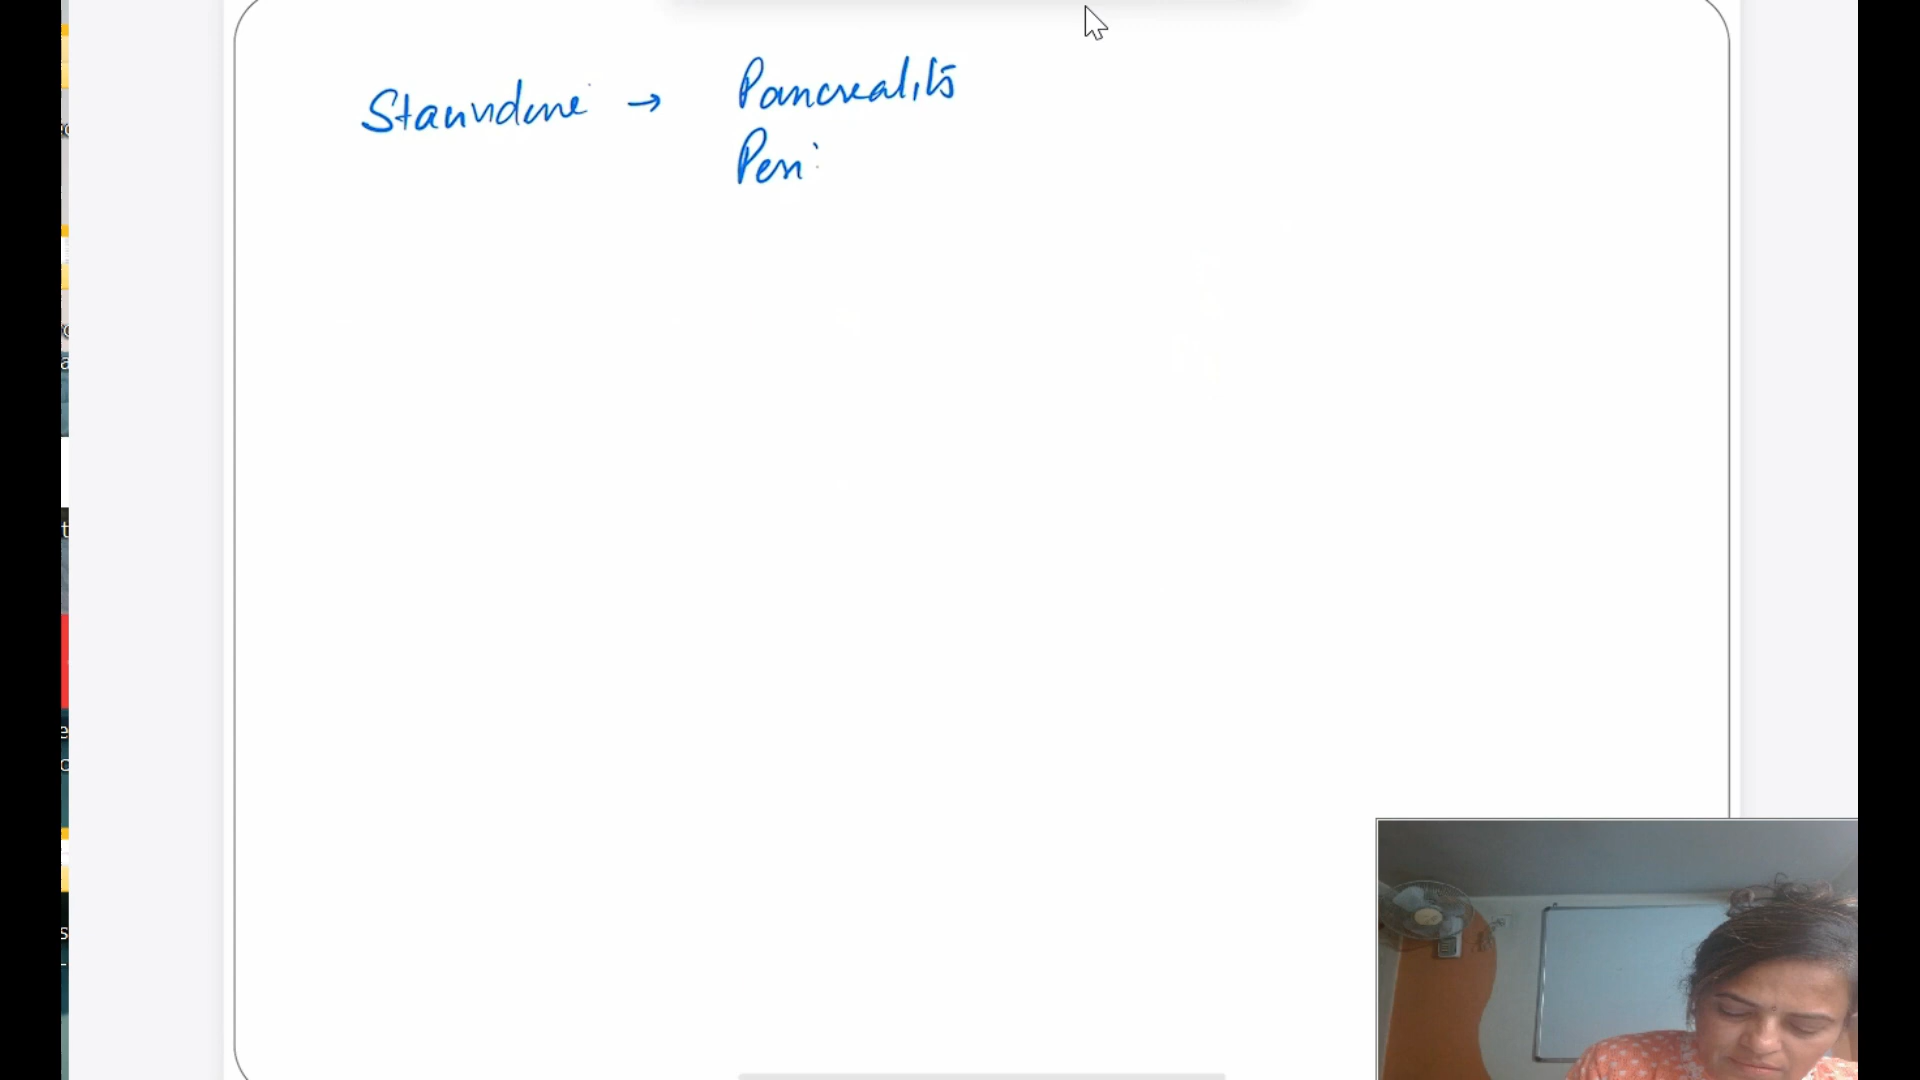 Stavudine → Pancreatitis
Peri